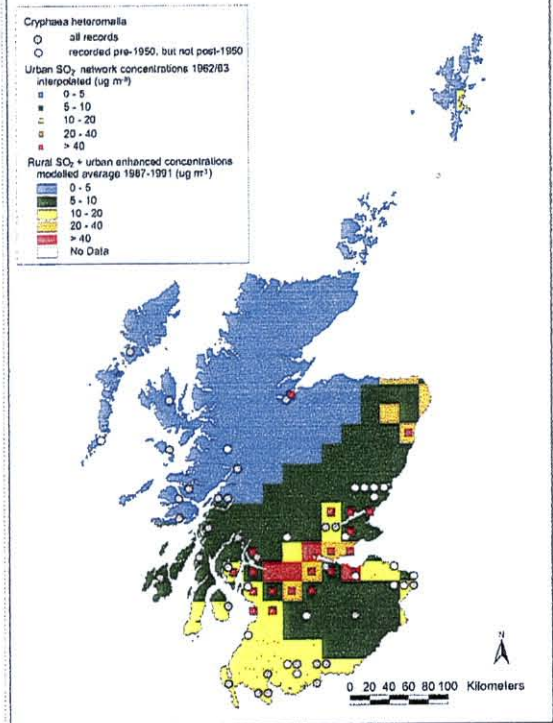 Cryphaea heteromalla
all records
recorded pre-1950, but not post-1950
Urban SO2 network concentrations 1962/63
interpolated (ug m-3)
0 - 5
5 - 10
10 - 20
20 - 40
> 40
Rural SO2 + urban enhanced concentrations
modelled average 1987-1991 (ug m-3)
0 - 5
5 - 10
10 - 20
20 - 40
> 40
No Data
N
0 20 40 60 80 100 Kilometers